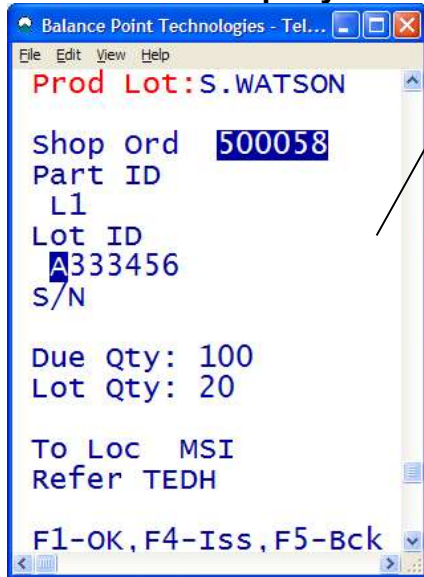 Balance Point Technologies - Tel...
File Edit View Help
Prod Lot:S.WATSON
Shop Ord 500058
Part ID
L1
Lot ID
A333456
S/N
Due Qty: 100
Lot Qty: 20
To Loc MSI
Refer TEDH
F1-OK,F4-Iss,F5-Bck